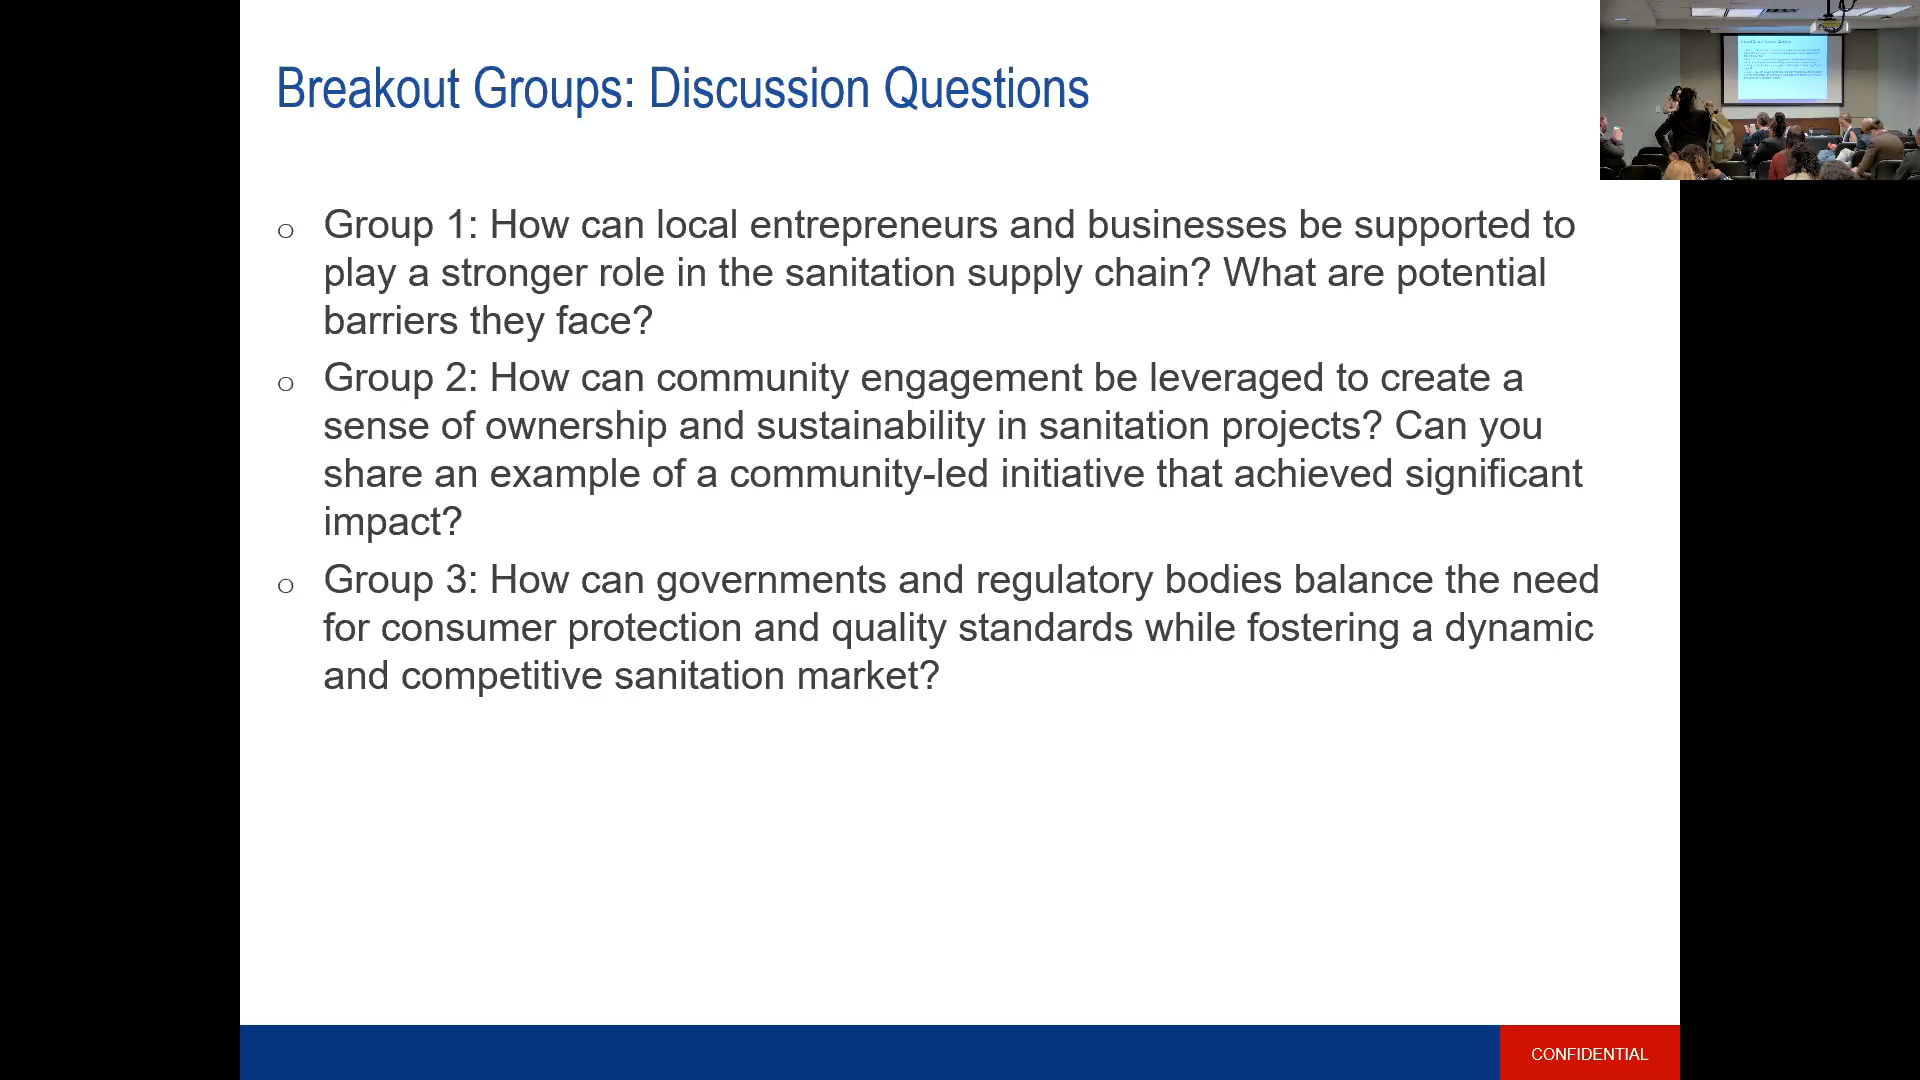 Breakout Groups: Discussion Questions
o Group 1: How can local entrepreneurs and businesses be supported to
play a stronger role in the sanitation supply chain? What are potential
barriers they face?
o Group 2: How can community engagement be leveraged to create a
sense of ownership and sustainability in sanitation projects? Can you
share an example of a community-led initiative that achieved significant
impact?
o Group 3: How can governments and regulatory bodies balance the need
for consumer protection and quality standards while fostering a dynamic
and competitive sanitation market?
CONFIDENTIAL